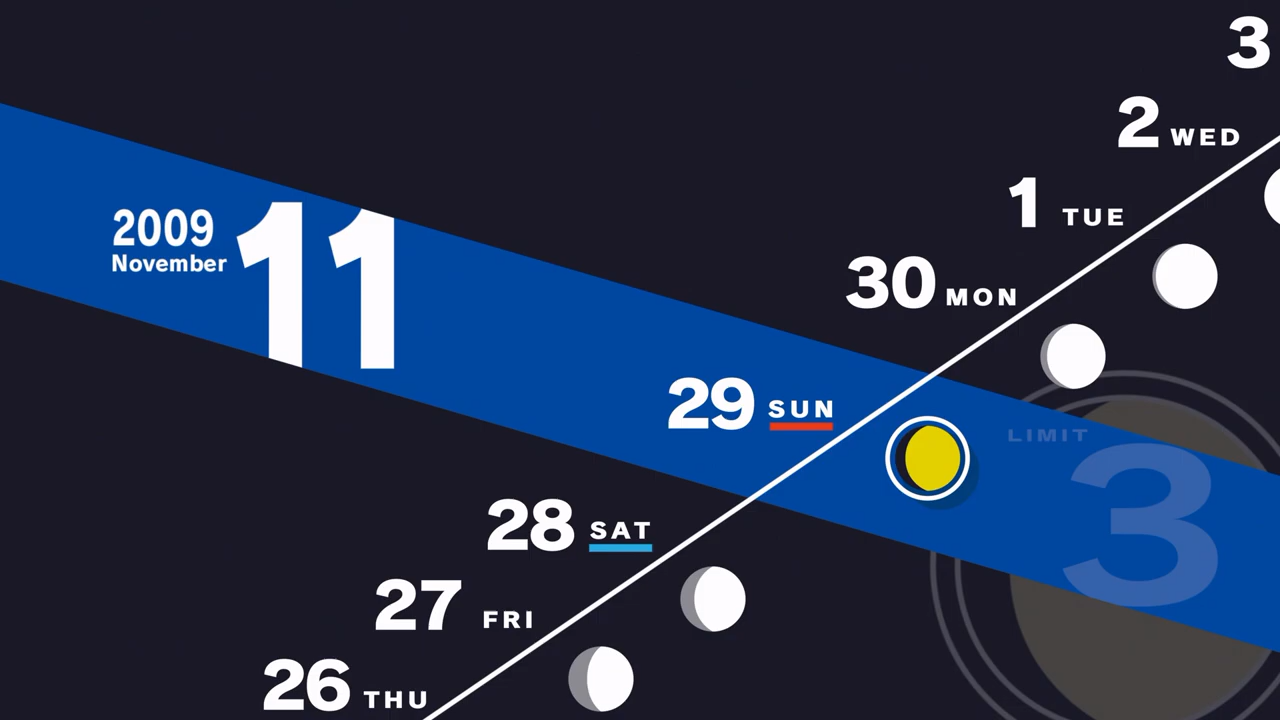 3
2 WED
1 TUE
2009
November
11
30 MON
29 SUN
LIMIT
3
28 SAT
27 FRI
26 THU